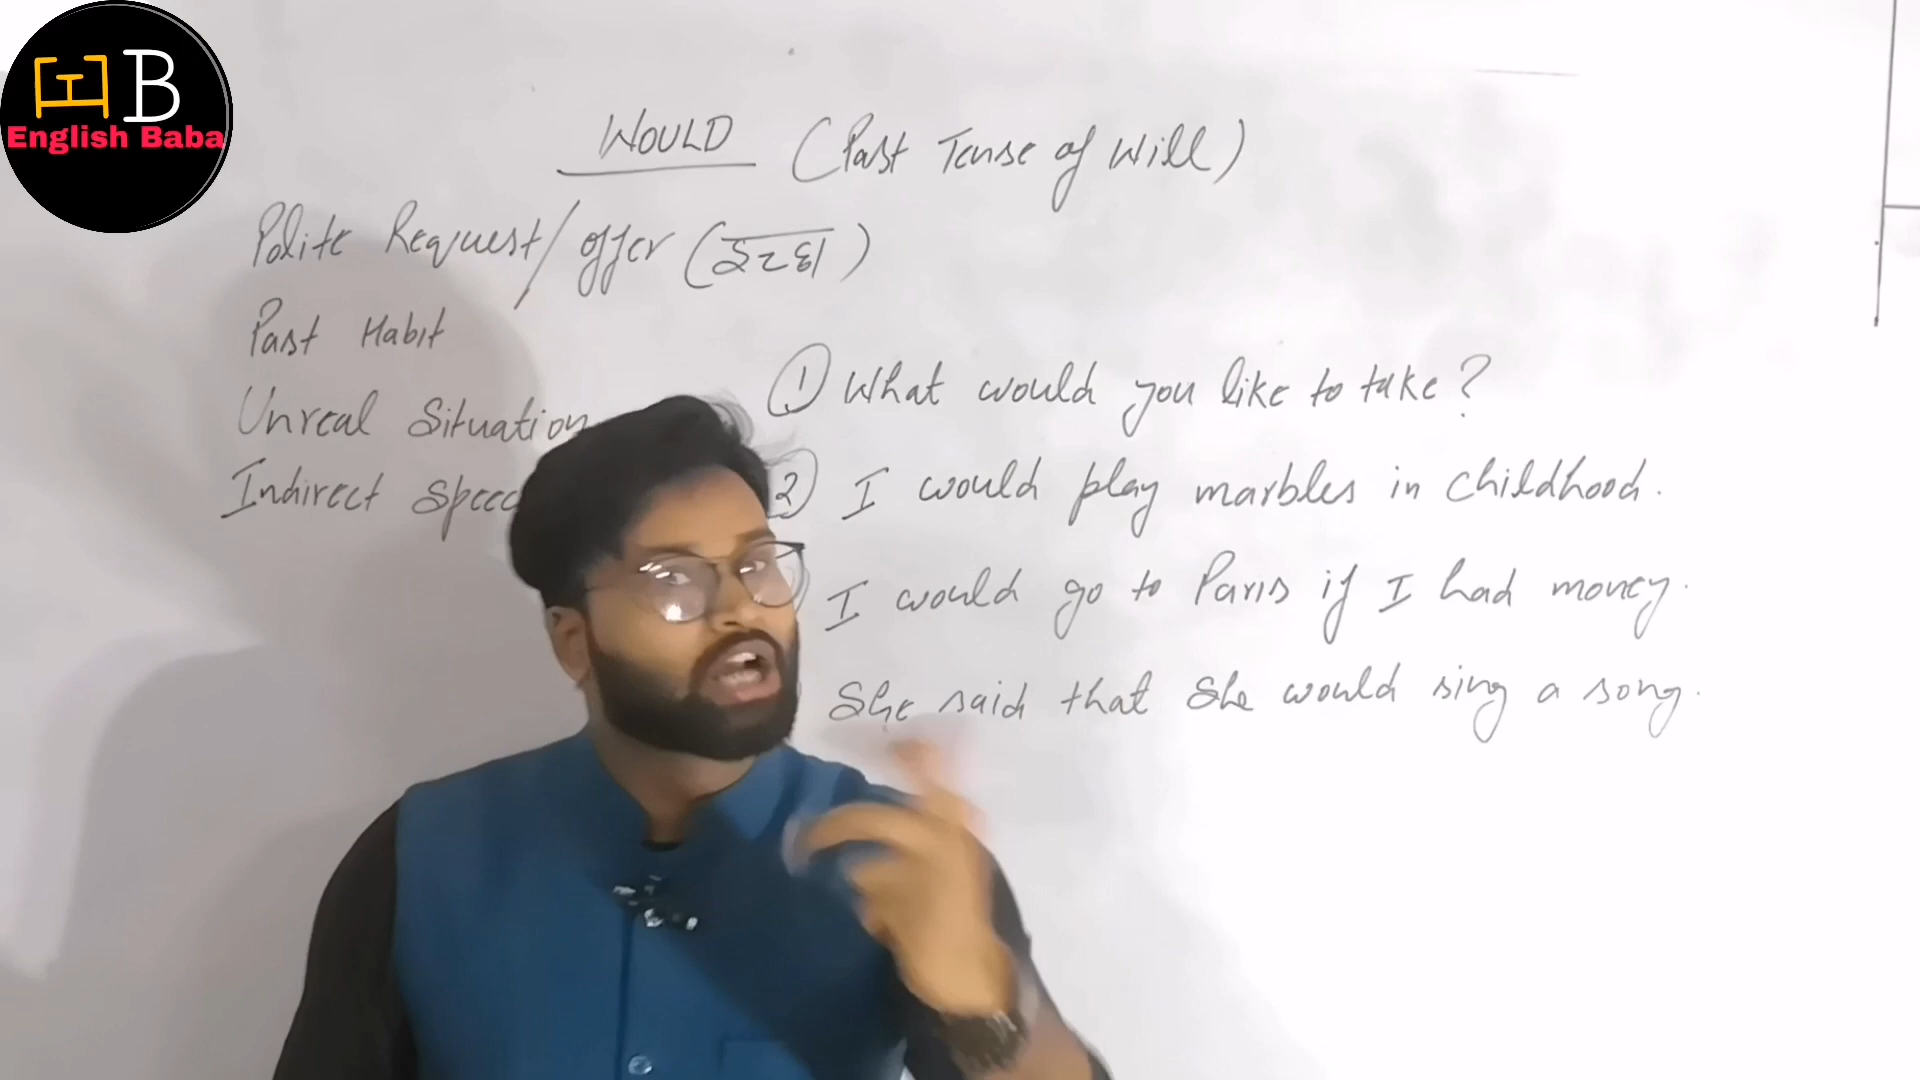 B
English Baba
WOULD (Past Tense of Will)
Polite Request/offer (इच्छा)
Past Habit
Unreal Situation
Indirect
① What would you like to take?
② I would play marbles in childhood.
I would go to Paris if I had money.
She said that She would sing a song.